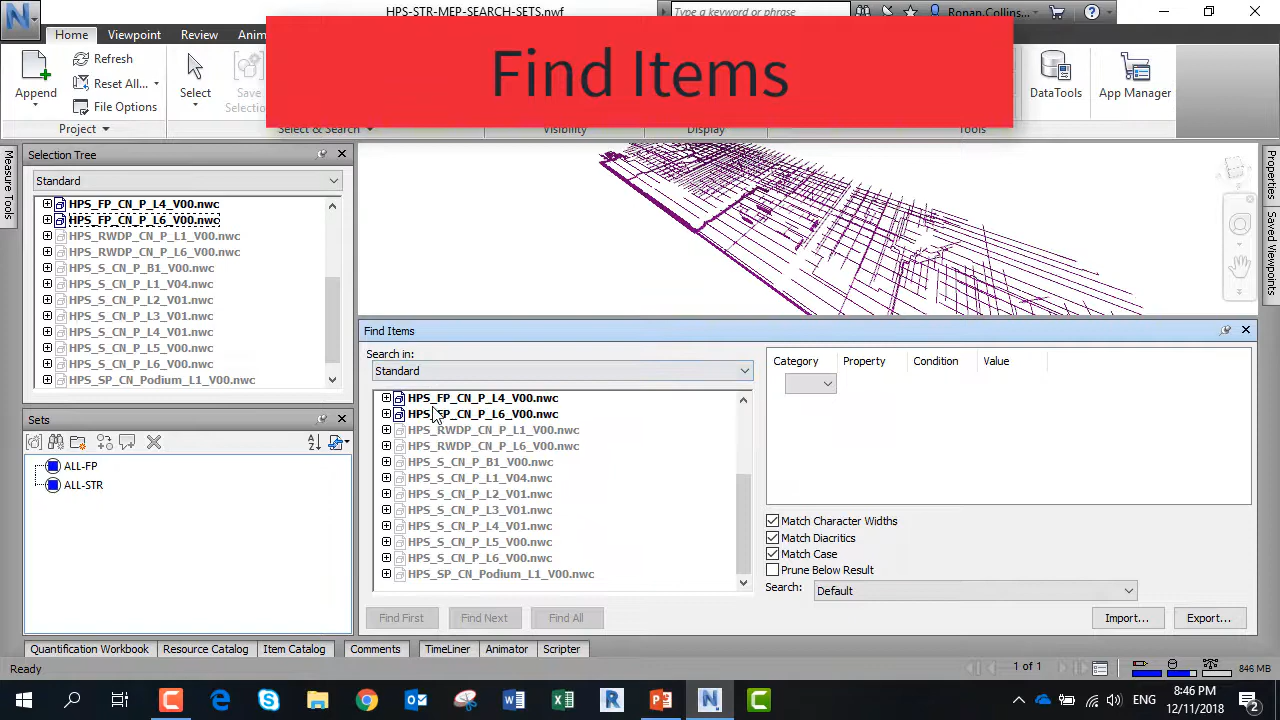 HPS-STR-MEP-SEARCH-SETS.nwf
Type a keyword or phrase
Ronan.Collins...
Home
Viewpoint
Review
Find Items
Append
Refresh
Reset All...
File Options
Project
Select
Save
Select & Search
Visibility
Display
DataTools
App Manager
Tools
Measure Tools
Selection Tree
Standard
HPS_FP_CN_P_L4_V00.nwc
HPS_FP_CN_P_L6_V00.nwc
HPS_RWDP_CN_P_L1_V00.nwc
HPS_RWDP_CN_P_L6_V00.nwc
HPS_S_CN_P_B1_V00.nwc
HPS_S_CN_P_L1_V04.nwc
HPS_S_CN_P_L2_V01.nwc
HPS_S_CN_P_L3_V01.nwc
HPS_S_CN_P_L4_V01.nwc
HPS_S_CN_P_L5_V00.nwc
HPS_S_CN_P_L6_V00.nwc
HPS_SP_CN_Podium_L1_V00.nwc
Sets
ALL-FP
ALL-STR
Find Items
Search in:
Standard
HPS_FP_CN_P_L4_V00.nwc
HPS_FP_CN_P_L6_V00.nwc
HPS_RWDP_CN_P_L1_V00.nwc
HPS_RWDP_CN_P_L6_V00.nwc
HPS_S_CN_P_B1_V00.nwc
HPS_S_CN_P_L1_V04.nwc
HPS_S_CN_P_L2_V01.nwc
HPS_S_CN_P_L3_V01.nwc
HPS_S_CN_P_L4_V01.nwc
HPS_S_CN_P_L5_V00.nwc
HPS_S_CN_P_L6_V00.nwc
HPS_SP_CN_Podium_L1_V00.nwc
Find First Find Next Find All
Category Property Condition Value
Match Character Widths
Match Diacritics
Match Case
Prune Below Result
Search: Default
Import... Export...
Properties
Saved Viewpoints
Quantification Workbook Resource Catalog Item Catalog Comments TimeLiner Animator Scripter
Ready
1 of 1
846 MB
ENG
8:46 PM
12/11/2018
2